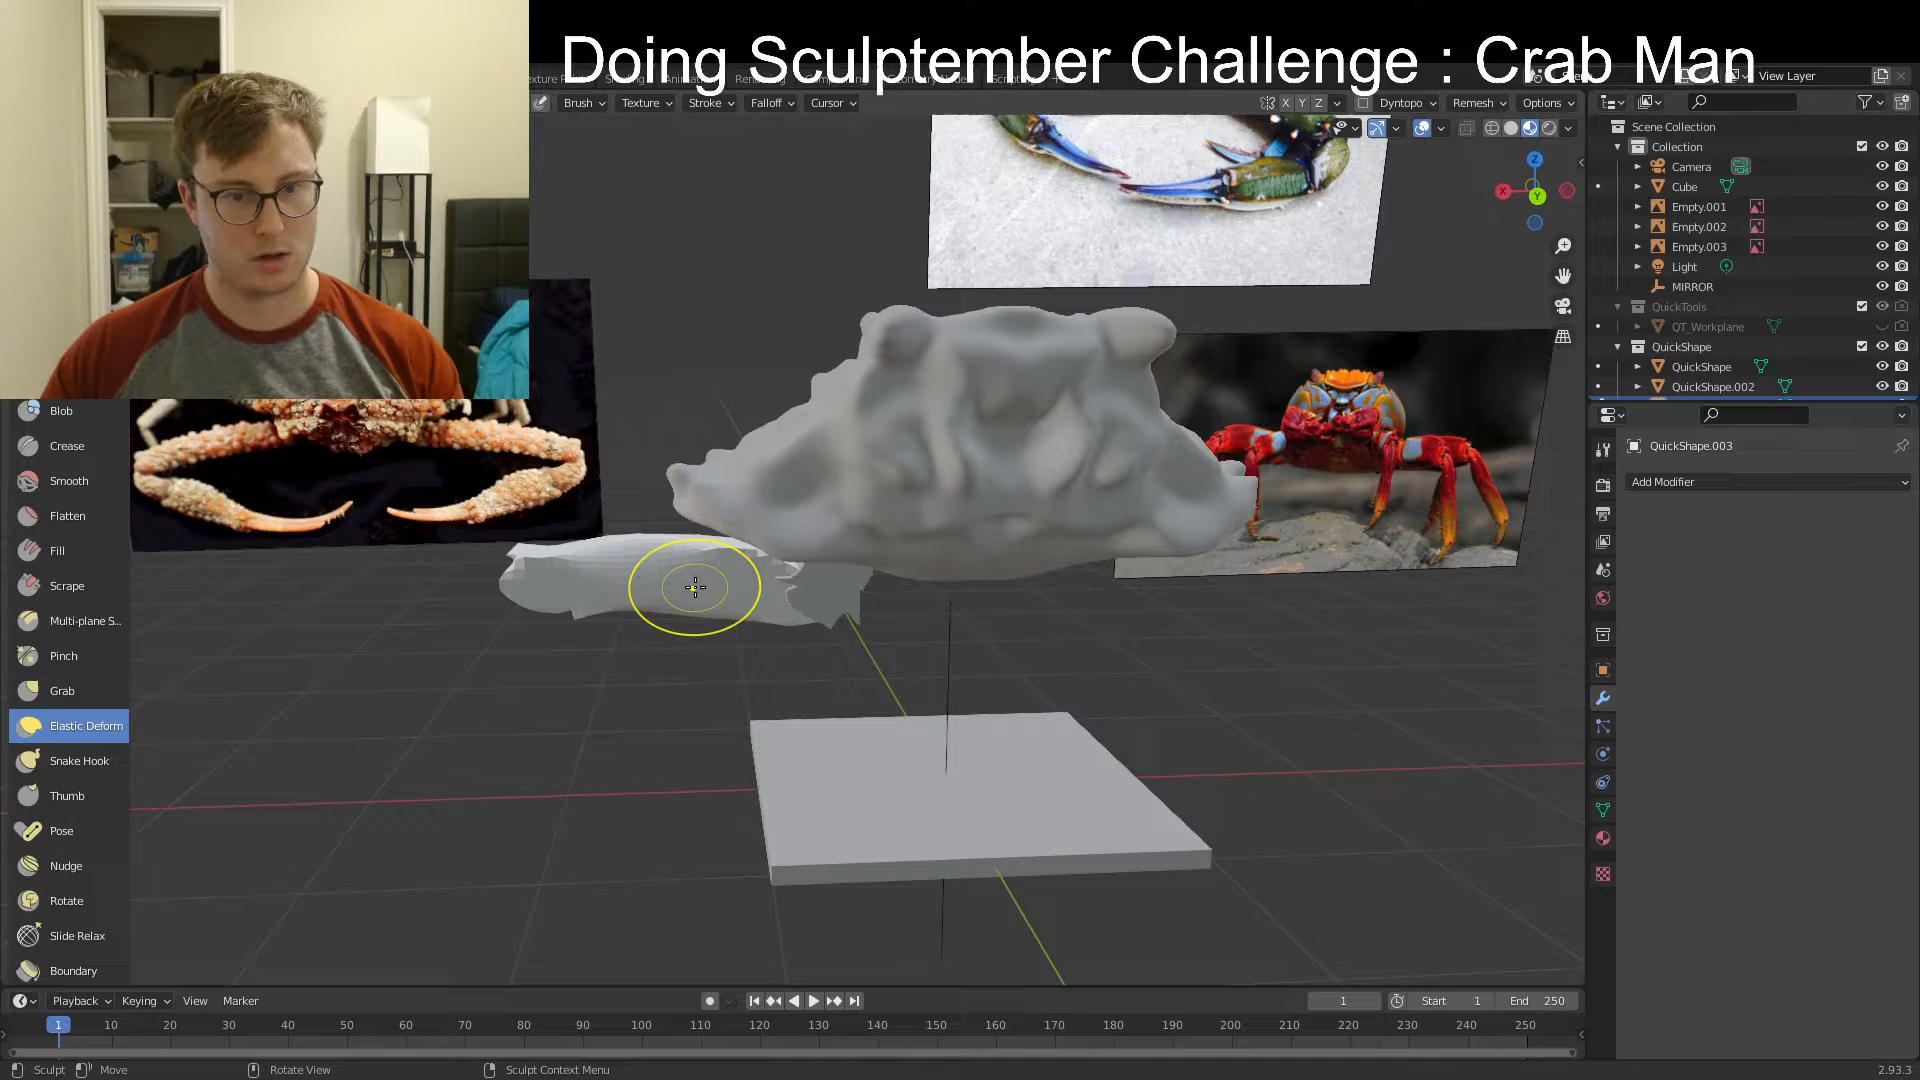 Doing Sculptember Challenge : Crab Man
View Layer
Brush Texture Stroke Falloff Cursor
X Y Z Dyntopo Remesh Options
Scene Collection
Collection
Camera
Cube
Empty.001
Empty.002
Empty.003
Light
MIRROR
QuickTools
QT_Workplane
QuickShape
QuickShape
QuickShape.002
Z
X
Y
Blob
Crease
Smooth
Flatten
Fill
Scrape
Multi-plane S...
Pinch
Grab
Elastic Deform
Snake Hook
Thumb
Pose
Nudge
Rotate
Slide Relax
Boundary
QuickShape.003
Add Modifier
Playback Keying View Marker
1 Start 1 End 250
1 10 20 30 40 50 60 70 80 90 100 110 120 130 140 150 160 170 180 190 200 210 220 230 240 250
Sculpt Move Rotate View Sculpt Context Menu 2.93.3